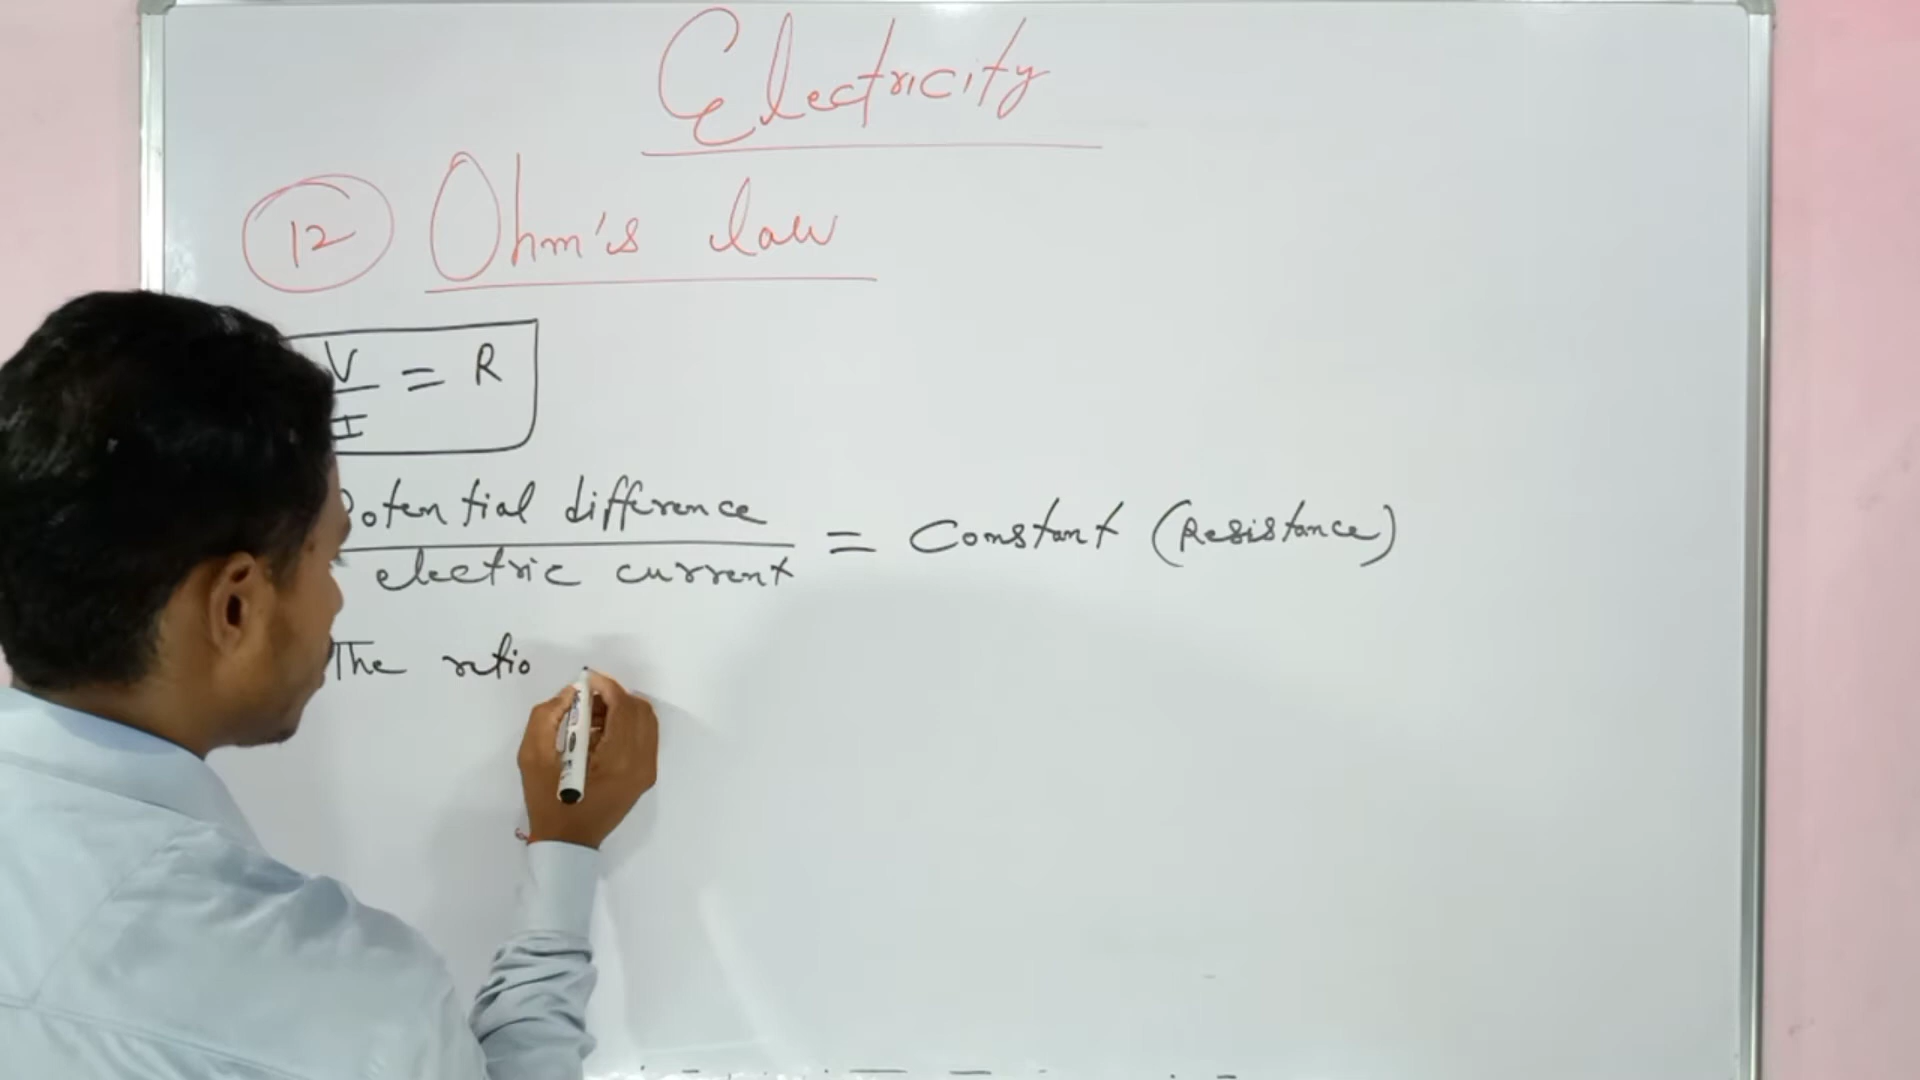 Electricity
12 Ohm's law
V
I = R
Potential difference
electric current = Constant (Resistance)
The ratio